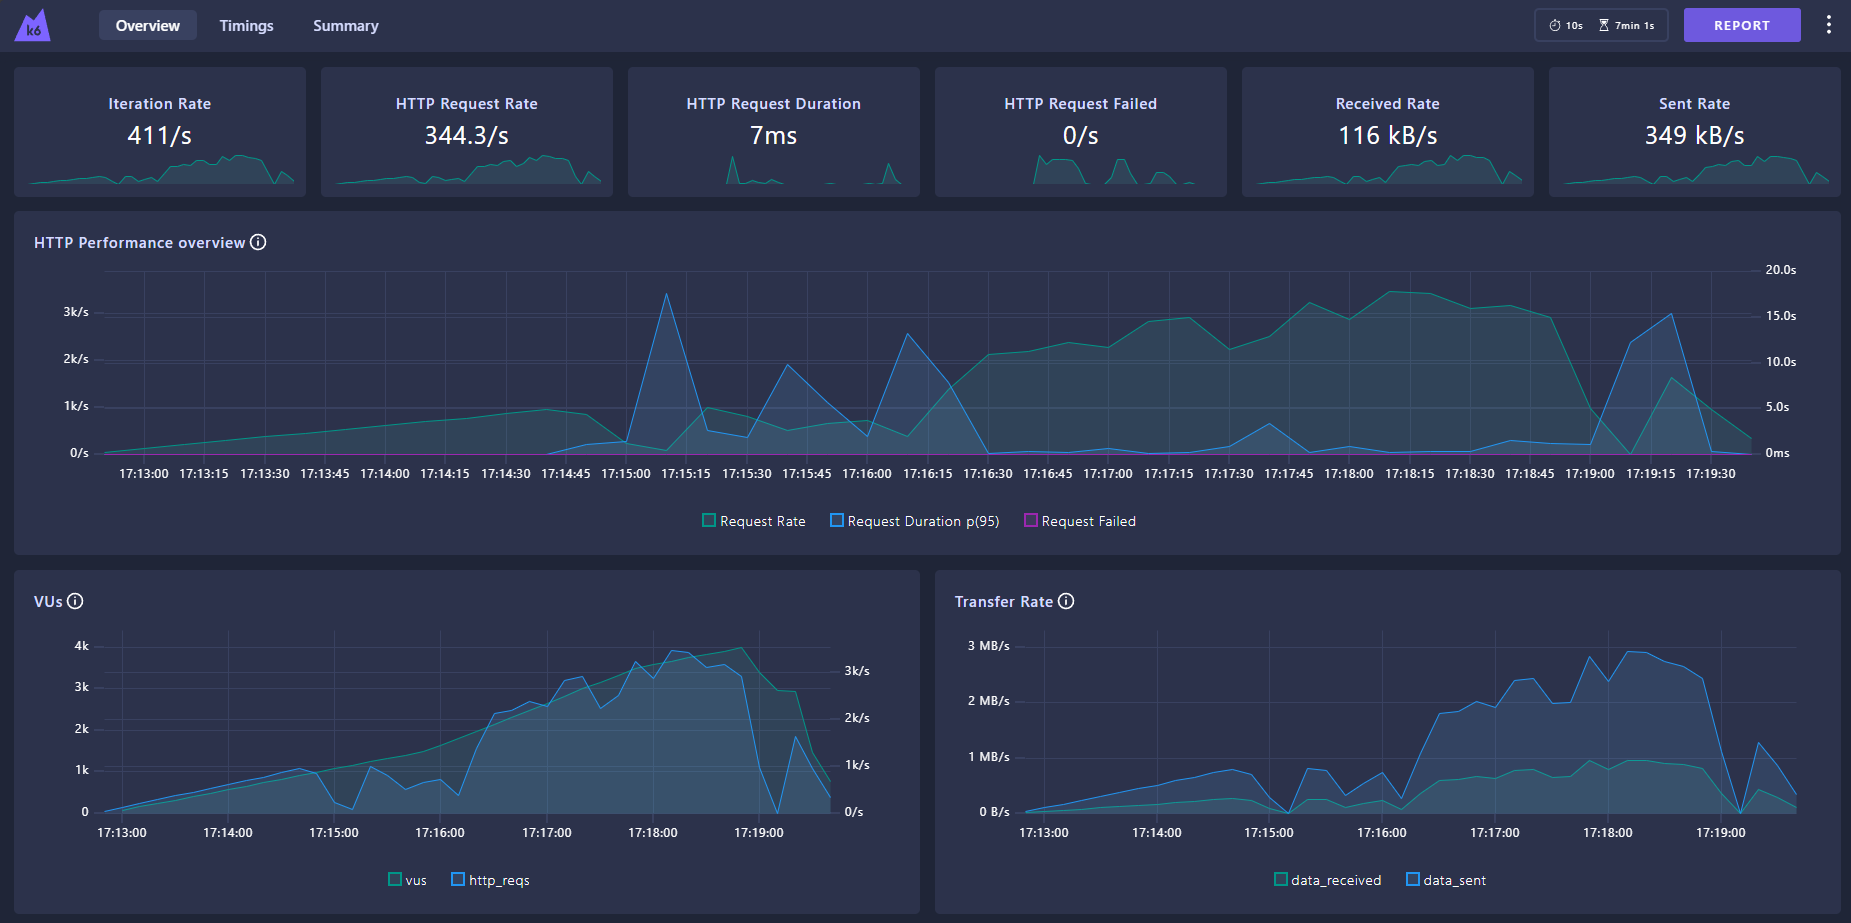 k6
Overview
Timings
Summary
10s
7min 1s
REPORT
Iteration Rate
411/s
HTTP Request Rate
344.3/s
HTTP Request Duration
7ms
HTTP Request Failed
0/s
Received Rate
116 kB/s
Sent Rate
349 kB/s
HTTP Performance overview
3k/s
2k/s
1k/s
0/s
20.0s
15.0s
10.0s
5.0s
0ms
17:13:00 17:13:15 17:13:30 17:13:45 17:14:00 17:14:15 17:14:30 17:14:45 17:15:00 17:15:15 17:15:30 17:15:45 17:16:00 17:16:15 17:16:30 17:16:45 17:17:00 17:17:15 17:17:30 17:17:45 17:18:00 17:18:15 17:18:30 17:18:45 17:19:00 17:19:15 17:19:30
Request Rate Request Duration p(95) Request Failed
VUs
4k
3k
2k
1k
0
3k/s
2k/s
1k/s
0/s
17:13:00 17:14:00 17:15:00 17:16:00 17:17:00 17:18:00 17:19:00
vus http_reqs
Transfer Rate
3 MB/s
2 MB/s
1 MB/s
0 B/s
17:13:00 17:14:00 17:15:00 17:16:00 17:17:00 17:18:00 17:19:00
data_received data_sent